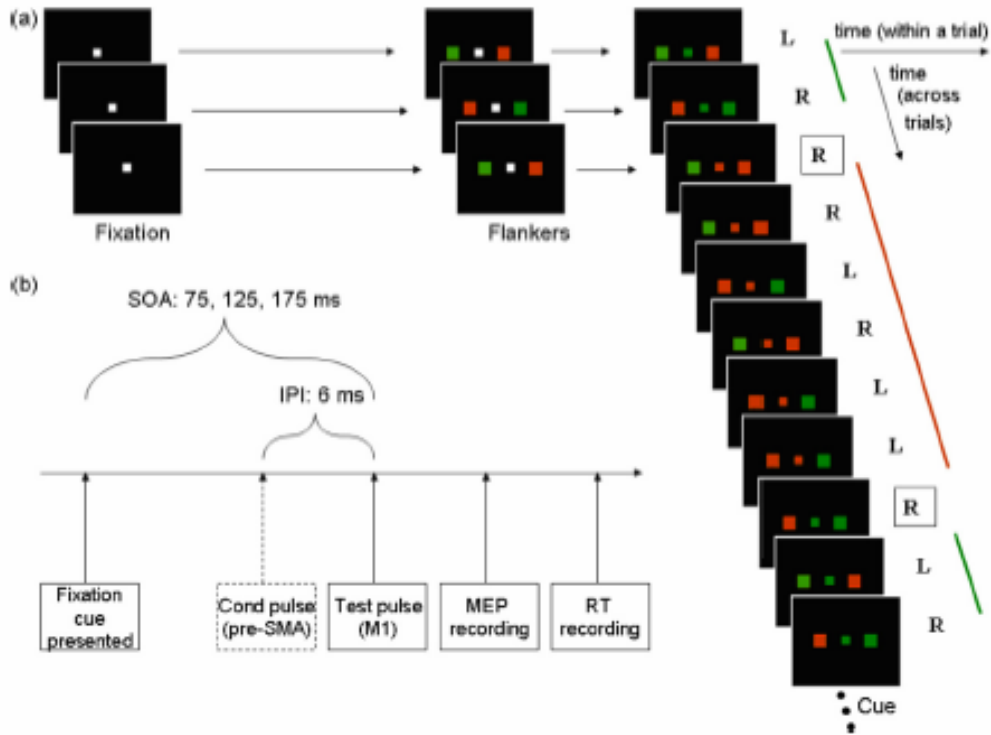 (a)
L
time (within a trial)
R
time
(across
trials)
R
R
L
R
L
L
R
L
R
Cue
Fixation
Flankers
(b)
SOA: 75, 125, 175 ms
IPI: 6 ms
Fixation
cue
presented
Cond pulse
(pre-SMA)
Test pulse
(M1)
MEP
recording
RT
recording